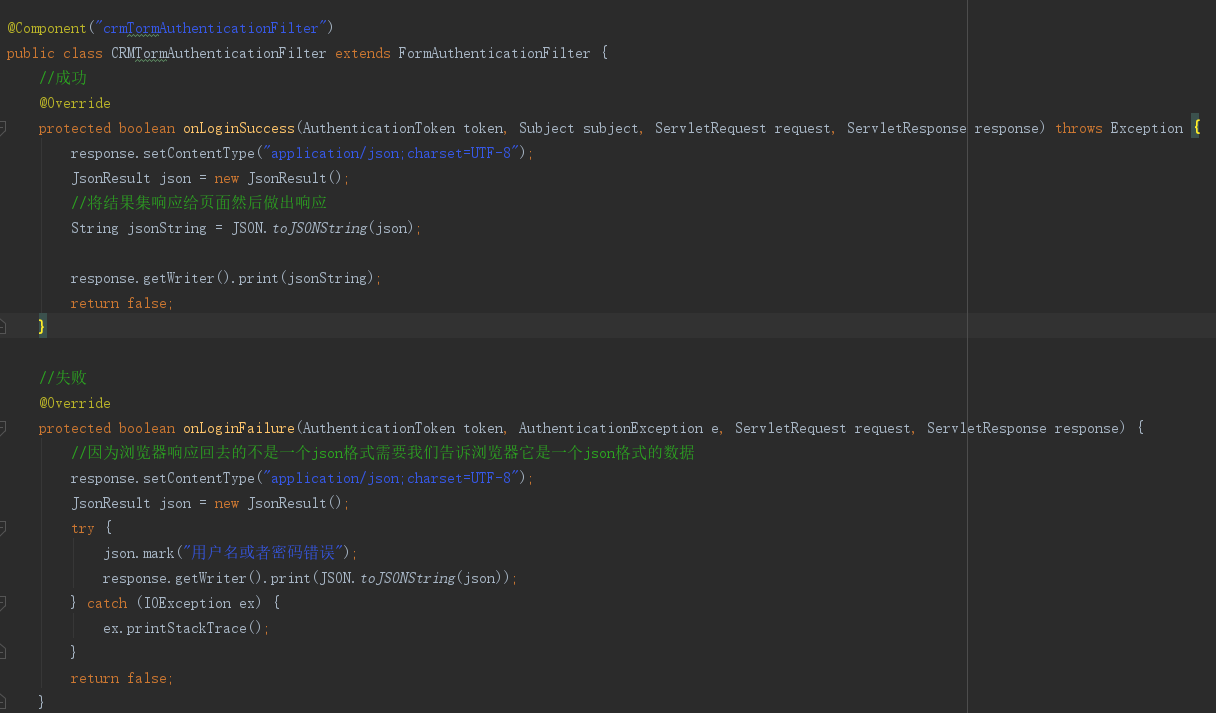 @Component("crmTormAuthenticationFilter")
public class CRMTormAuthenticationFilter extends FormAuthenticationFilter {
//成功
@Override
protected boolean onLoginSuccess(AuthenticationToken token, Subject subject, ServletRequest request, ServletResponse response) throws Exception {
response.setContentType("application/json;charset=UTF-8");
JsonResult json = new JsonResult();
//将结果集响应给页面然后做出响应
String jsonString = JSON.toJSONString(json);
response.getWriter().print(jsonString);
return false;
}
//失败
@Override
protected boolean onLoginFailure(AuthenticationToken token, AuthenticationException e, ServletRequest request, ServletResponse response) {
//因为浏览器响应回去的不是一个json格式需要我们告诉浏览器它是一个json格式的数据
response.setContentType("application/json;charset=UTF-8");
JsonResult json = new JsonResult();
try {
json.mark("用户名或者密码错误");
response.getWriter().print(JSON.toJSONString(json));
} catch (IOException ex) {
ex.printStackTrace();
}
return false;
}